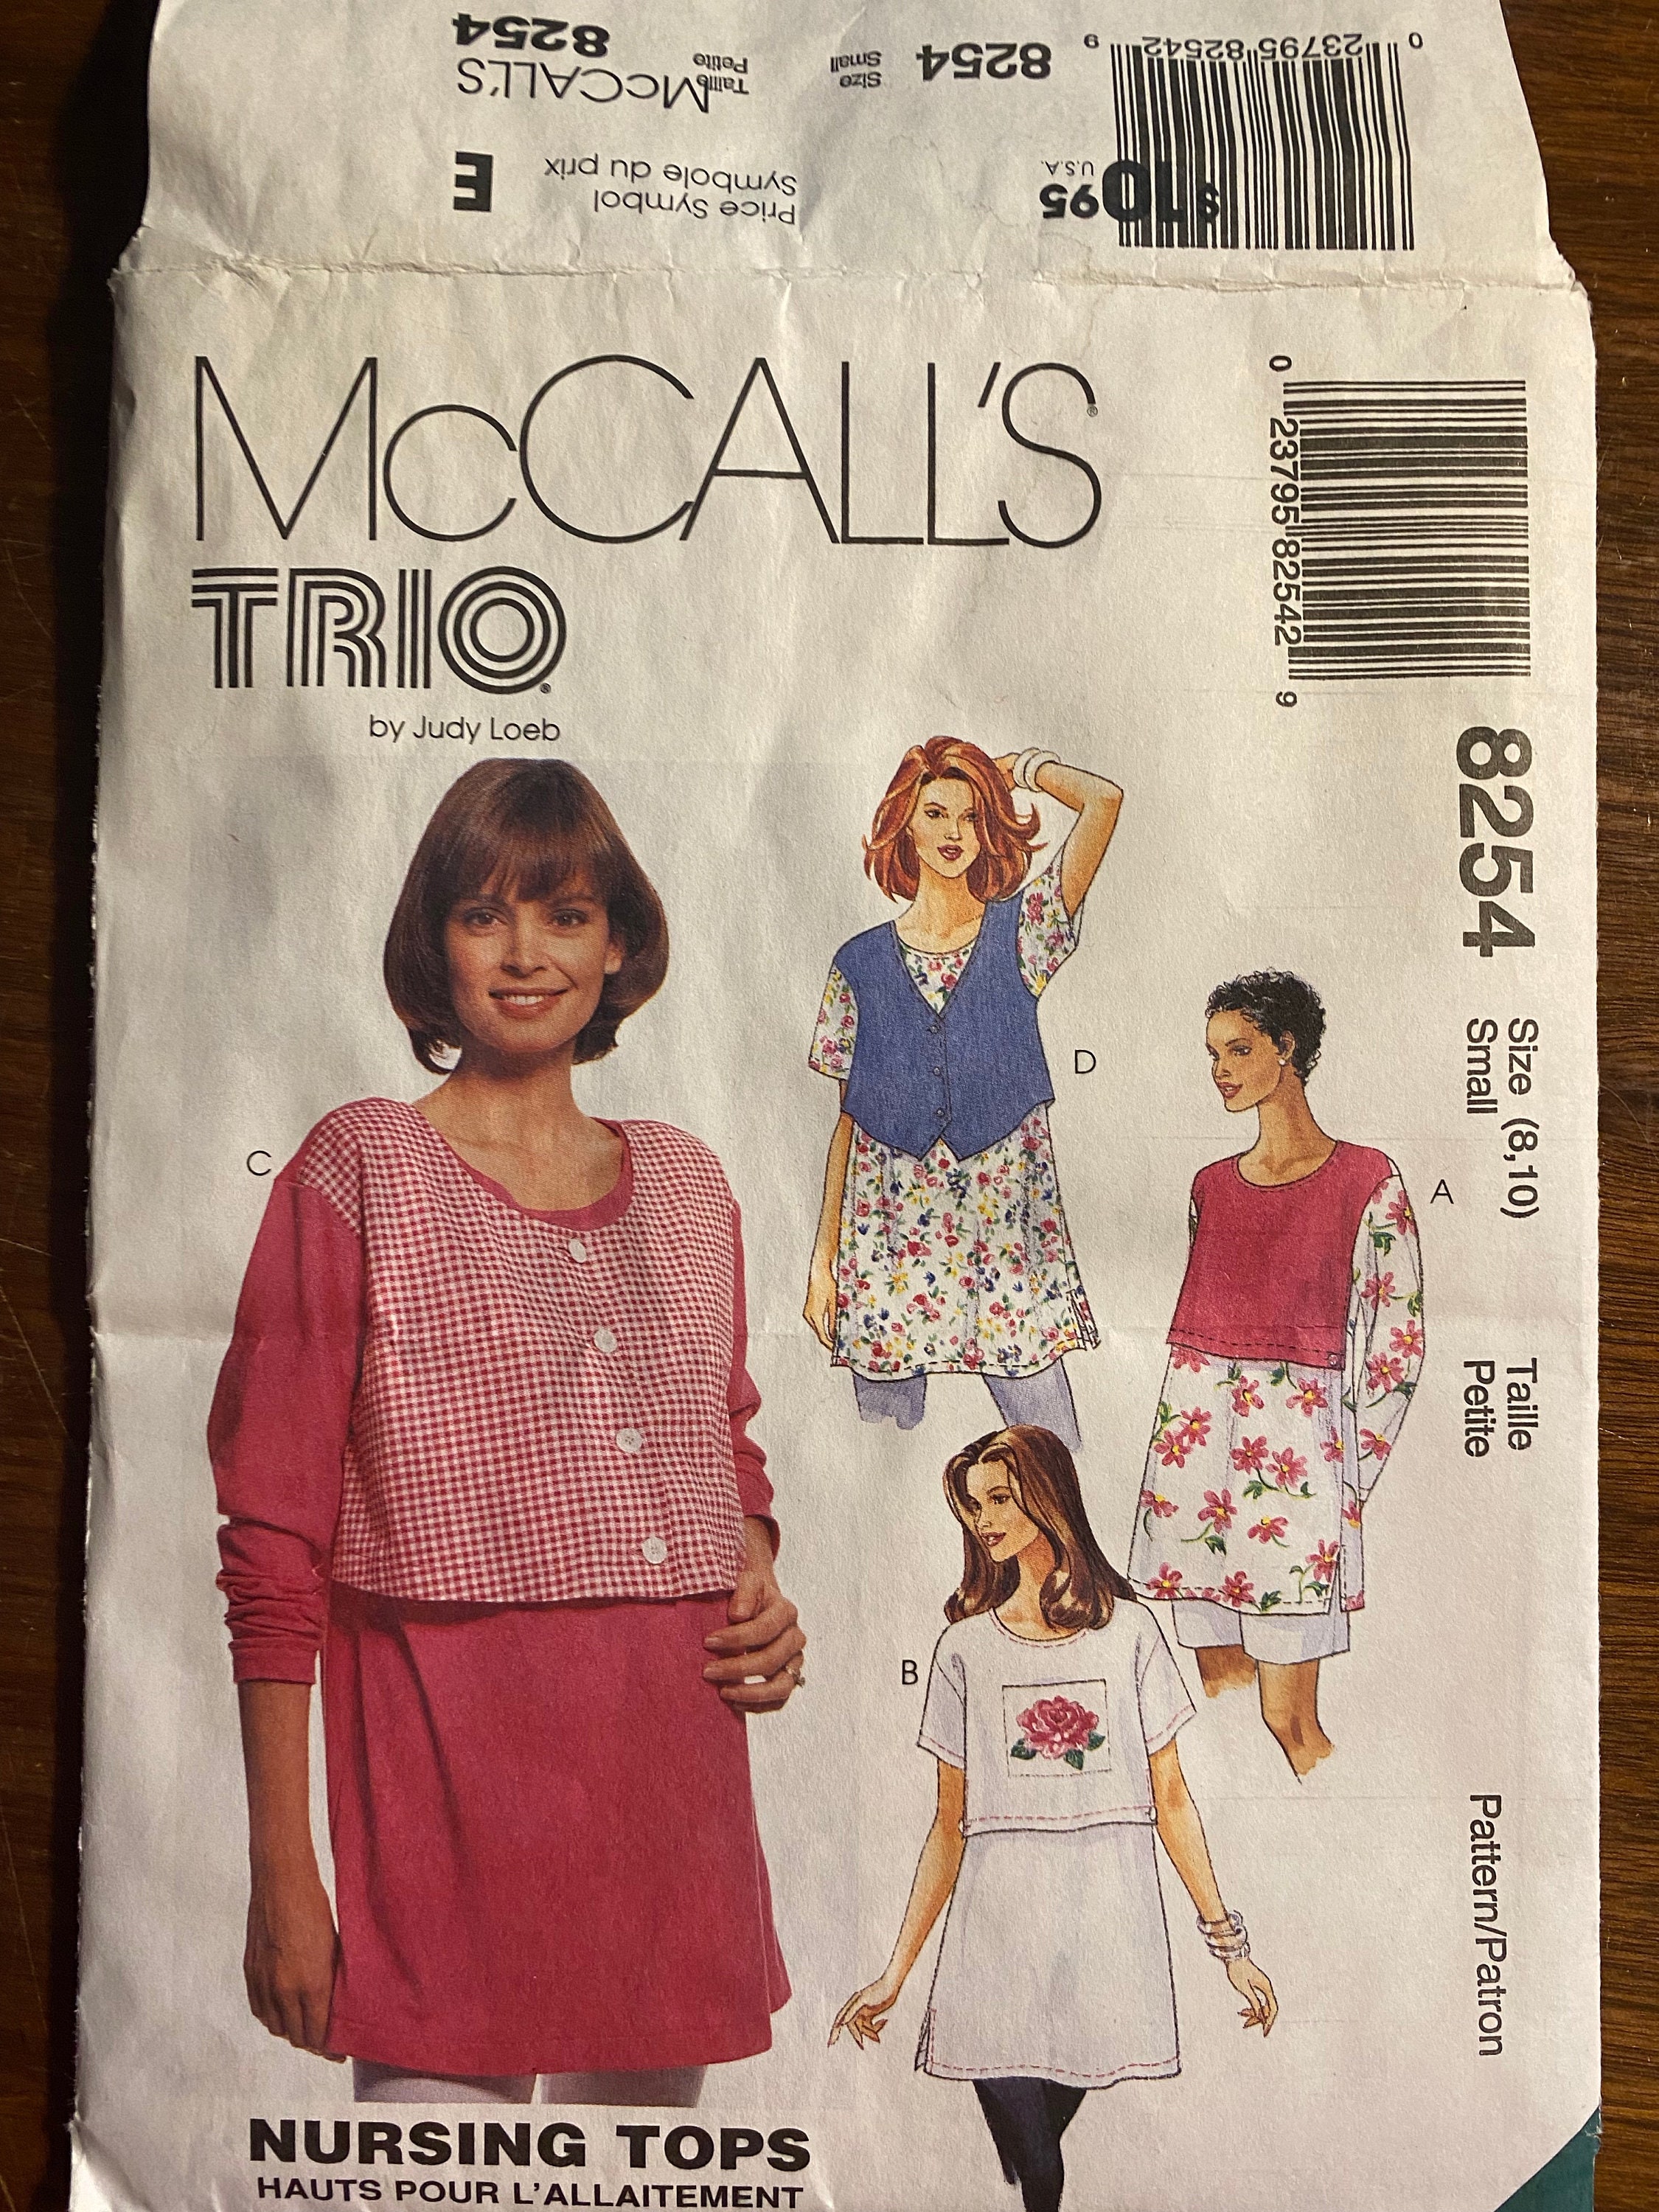 8254
McCALL'S
Taille
Petite
Size
Small
8254
0 23795 82542 9
E
Price Symbol
Symbole du prix
$10.95
U.S.A.
McCALL'S®
TRIO®
by Judy Loeb
0 23795 82542 9
8254
Size (8,10)
Small
Taille
Petite
Pattern/Patron
C
D
A
B
NURSING TOPS
HAUTS POUR L'ALLAITEMENT